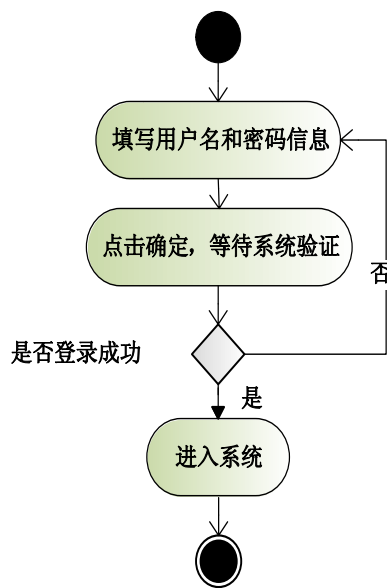 填写用户名和密码信息
点击确定，等待系统验证
否
是否登录成功
是
进入系统